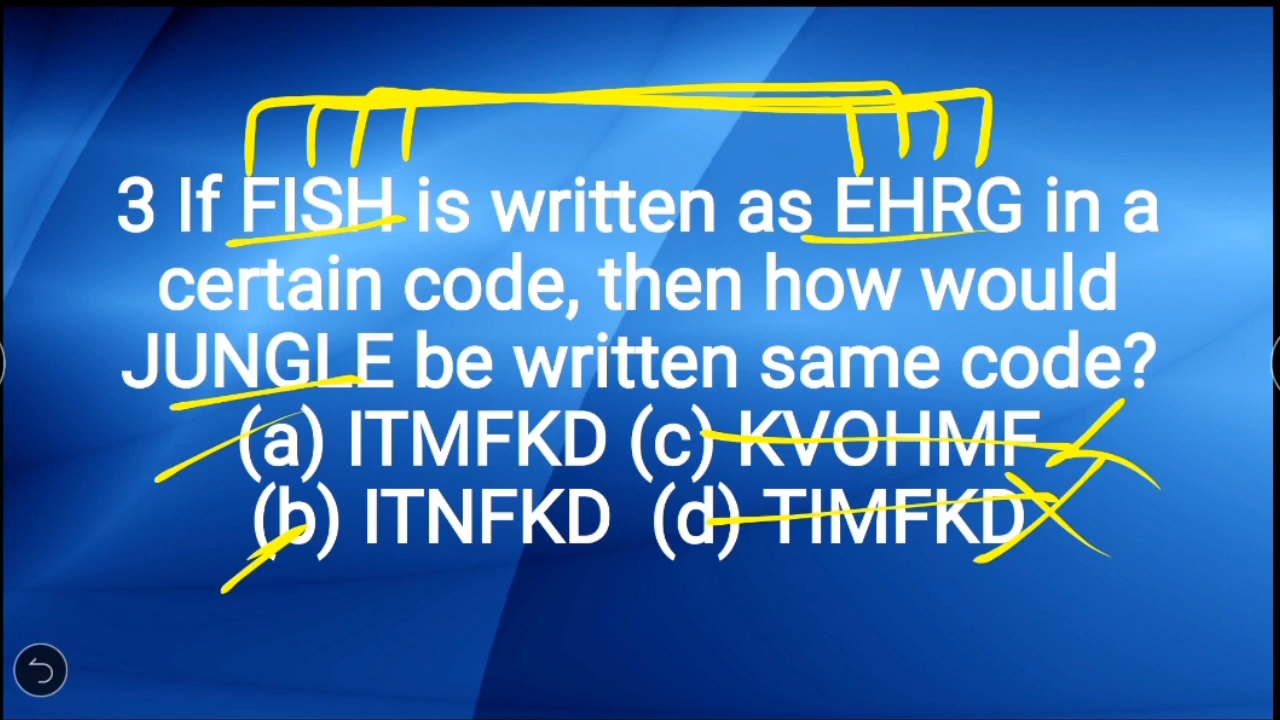 3 If FISH is written as EHRG in a
certain code, then how would
JUNGLE be written same code?
(a) ITMFKD (c) KVOHMF
(b) ITNFKD (d) TIMFKD